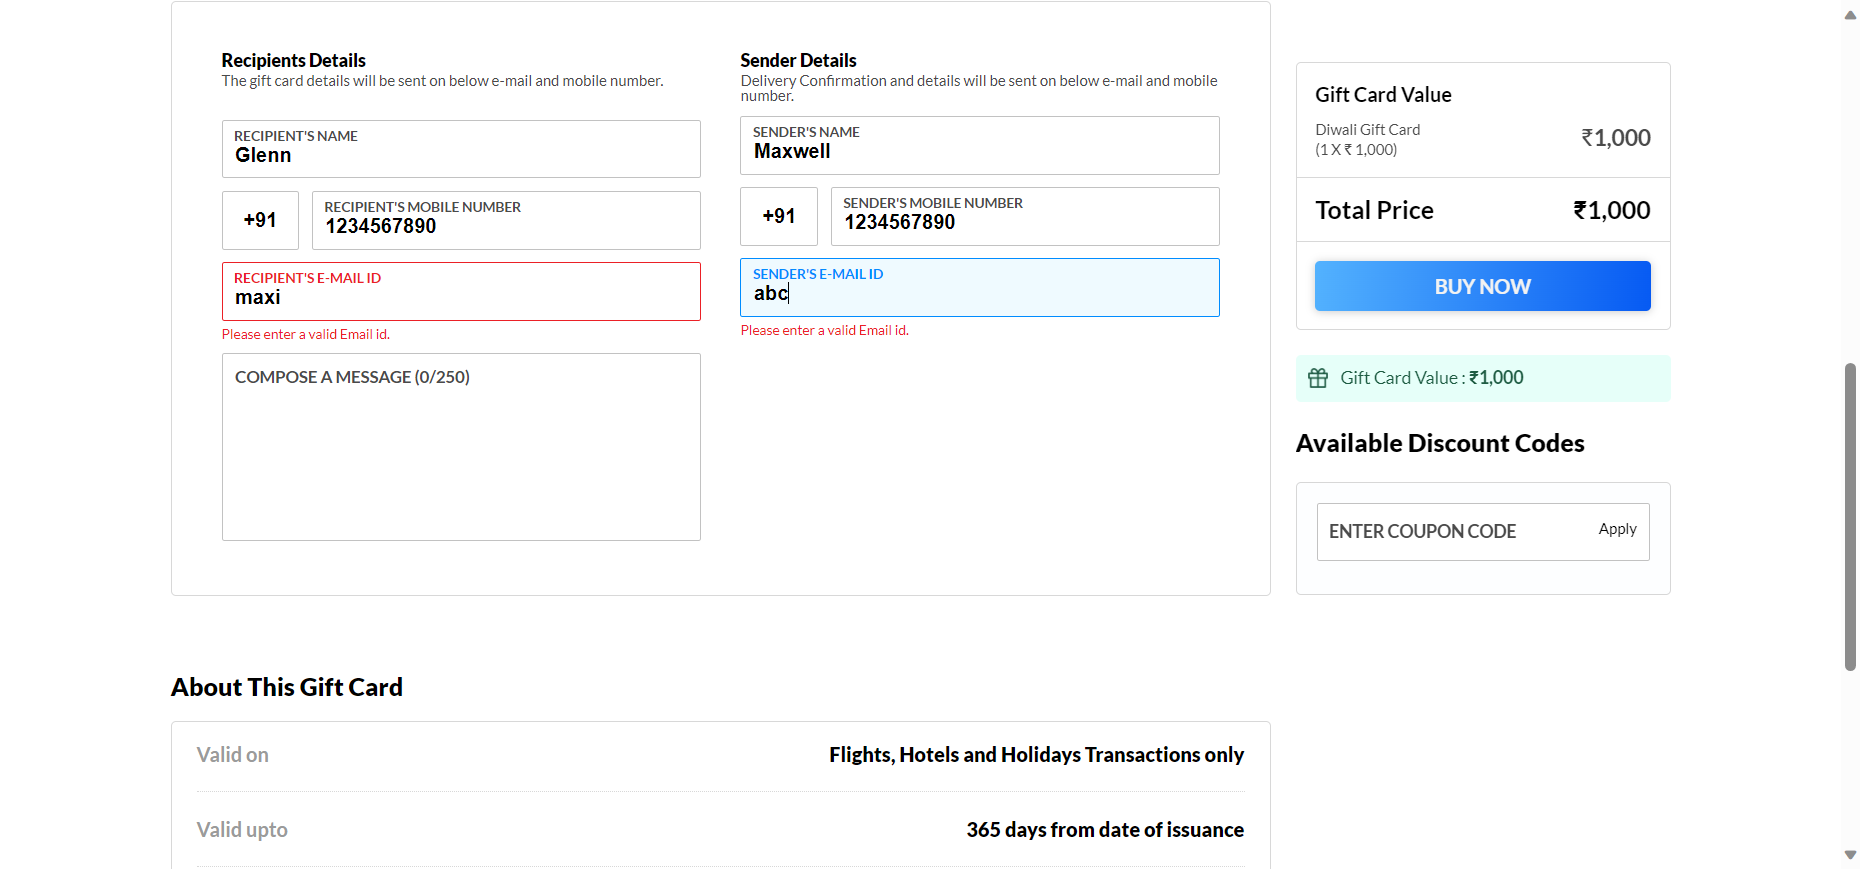 Recipients Details
The gift card details will be sent on below e-mail and mobile number.
RECIPIENT'S NAME
Glenn
+91
RECIPIENT'S MOBILE NUMBER
1234567890
RECIPIENT'S E-MAIL ID
maxi
Please enter a valid Email id.
COMPOSE A MESSAGE (0/250)
Sender Details
Delivery Confirmation and details will be sent on below e-mail and mobile
number.
SENDER'S NAME
Maxwell
+91
SENDER'S MOBILE NUMBER
1234567890
SENDER'S E-MAIL ID
abc
Please enter a valid Email id.
Gift Card Value
Diwali Gift Card
(1 X ₹ 1,000)
₹1,000
Total Price
₹1,000
BUY NOW
Gift Card Value : ₹1,000
Available Discount Codes
ENTER COUPON CODE
Apply
About This Gift Card
Valid on
Flights, Hotels and Holidays Transactions only
Valid upto
365 days from date of issuance